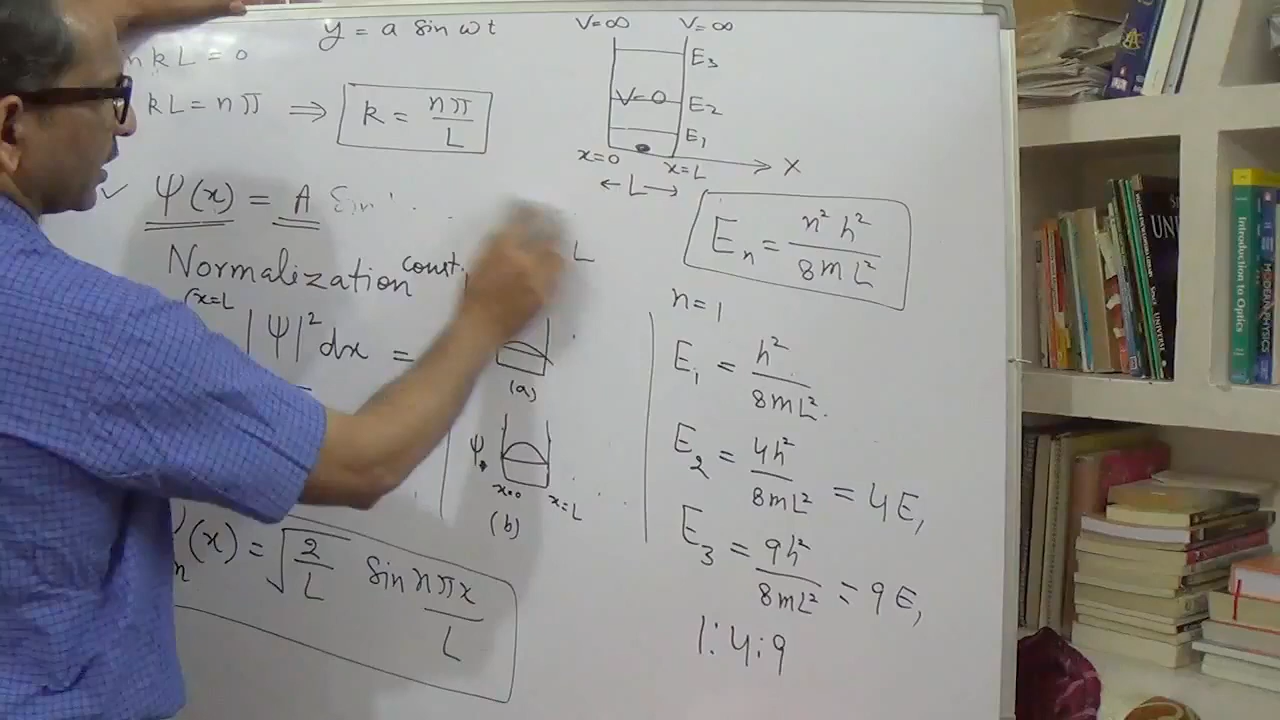 y = a sin ωt
kL = 0
kL = nπ ⇒ k = nπ/L
✓ Ψ(x) = A Sin
Normalization const.
L
x=L
|Ψ|² dx =
(a)
Ψ
x=0
x=L
(b)
n(x) = √(2/L) Sin nπx/L
V=∞ V=∞
E₃
V=0 E₂
E₁
x=0 x=L X
← L →
Eₙ = n²h²/8mL²
n=1
E₁ = h²/8mL².
E₂ = 4h²/8mL² = 4E₁
E₃ = 9h²/8mL² = 9E₁
1:4:9
Introduction to Optics
MODERN PHYSICS
UNIVERSE